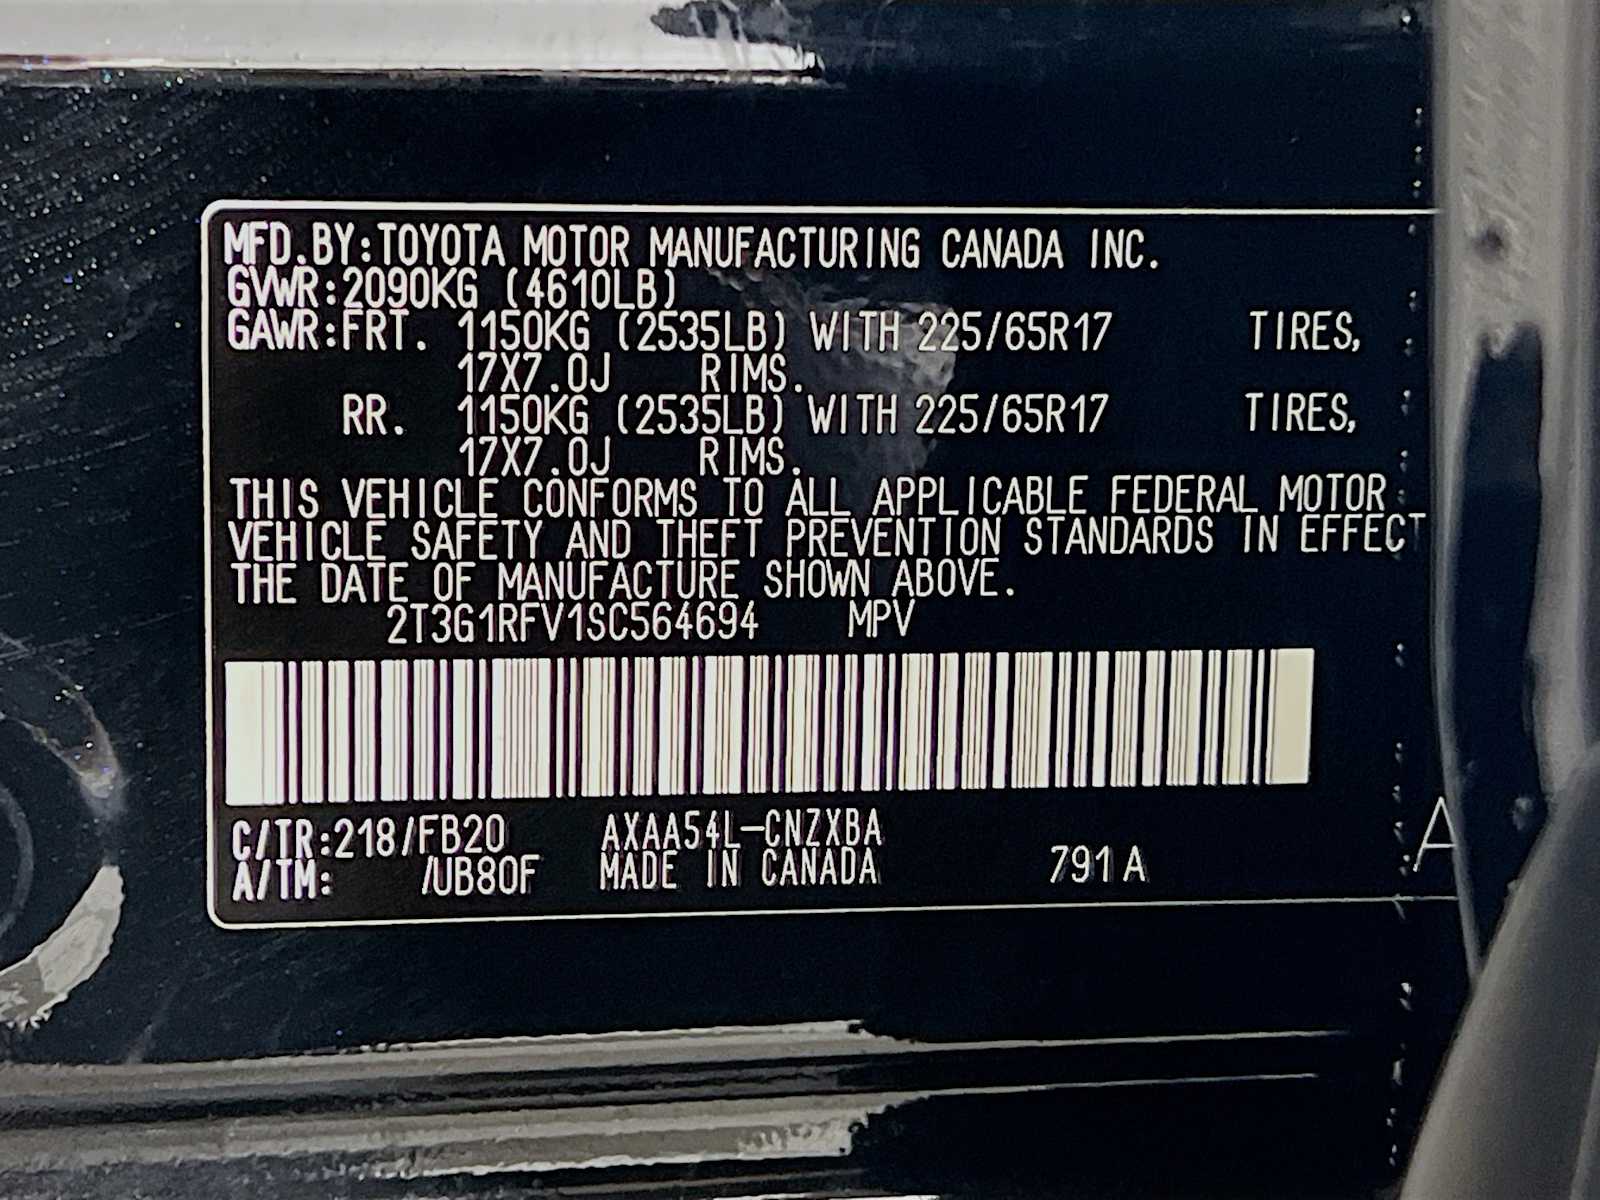 MFD.BY:TOYOTA MOTOR MANUFACTURING CANADA INC.
GVWR:2090KG (4610LB)
GAWR:FRT. 1150KG (2535LB) WITH 225/65R17 TIRES,
17X7.0J RIMS.
RR. 1150KG (2535LB) WITH 225/65R17 TIRES,
17X7.0J RIMS.
THIS VEHICLE CONFORMS TO ALL APPLICABLE FEDERAL MOTOR
VEHICLE SAFETY AND THEFT PREVENTION STANDARDS IN EFFECT
THE DATE OF MANUFACTURE SHOWN ABOVE.
2T3G1RFV1SC564694 MPV
C/TR:218/FB20 AXAA54L-CNZXBA
A/TM: /UB80F MADE IN CANADA 791A A